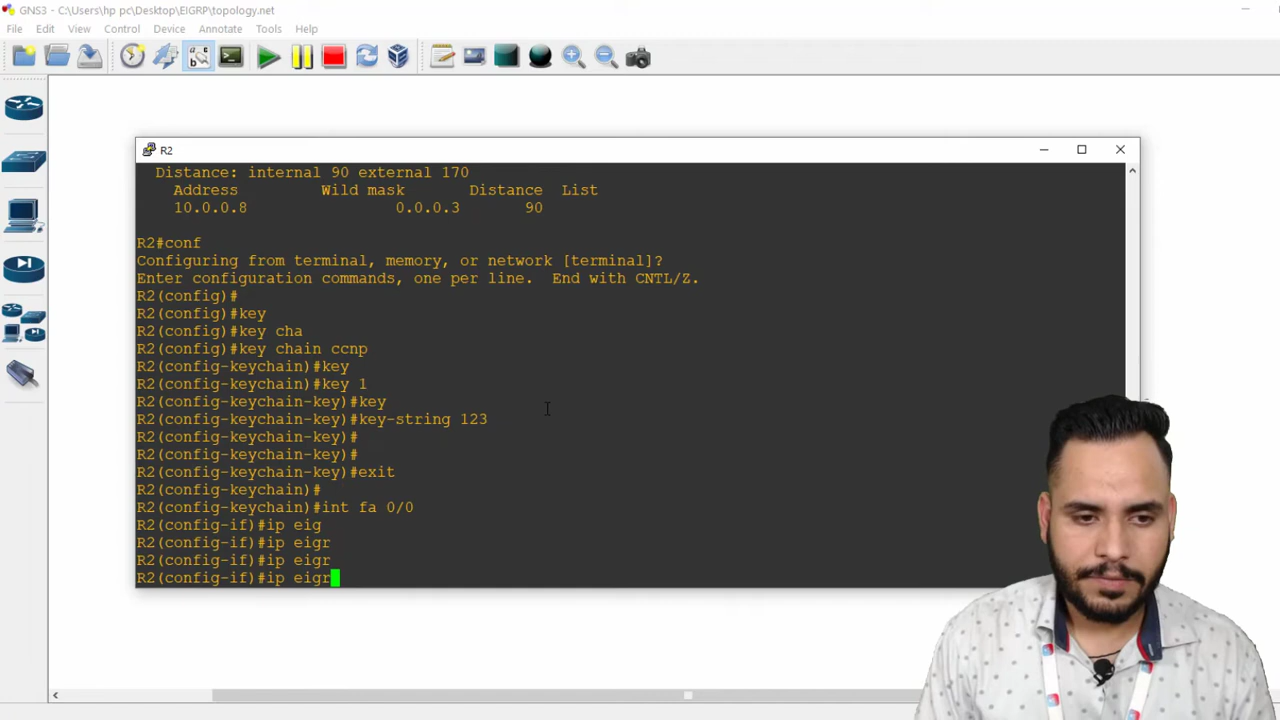 GNS3 - C:\Users\hp pc\Desktop\EIGRP\topology.net
File Edit View Control Device Annotate Tools Help
R2
Distance: internal 90 external 170
Address Wild mask Distance List
10.0.0.8 0.0.0.3 90
R2#conf
Configuring from terminal, memory, or network [terminal]?
Enter configuration commands, one per line. End with CNTL/Z.
R2(config)#
R2(config)#key
R2(config)#key cha
R2(config)#key chain ccnp
R2(config-keychain)#key
R2(config-keychain)#key 1
R2(config-keychain-key)#key
R2(config-keychain-key)#key-string 123
R2(config-keychain-key)#
R2(config-keychain-key)#
R2(config-keychain-key)#exit
R2(config-keychain)#
R2(config-keychain)#int fa 0/0
R2(config-if)#ip eig
R2(config-if)#ip eigr
R2(config-if)#ip eigr
R2(config-if)#ip eigr